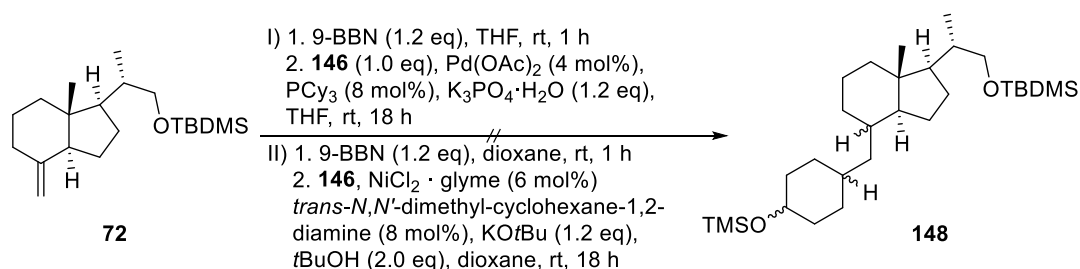 I) 1. 9-BBN (1.2 eq), THF, rt, 1 h
2. 146 (1.0 eq), Pd(OAc)₂ (4 mol%),
PCy₃ (8 mol%), K₃PO₄·H₂O (1.2 eq),
THF, rt, 18 h
II) 1. 9-BBN (1.2 eq), dioxane, rt, 1 h
2. 146, NiCl₂ · glyme (6 mol%)
trans-N,N'-dimethyl-cyclohexane-1,2-
diamine (8 mol%), KOtBu (1.2 eq),
tBuOH (2.0 eq), dioxane, rt, 18 h
H
OTBDMS
H
72
H
OTBDMS
H
H
H
TMSO
148